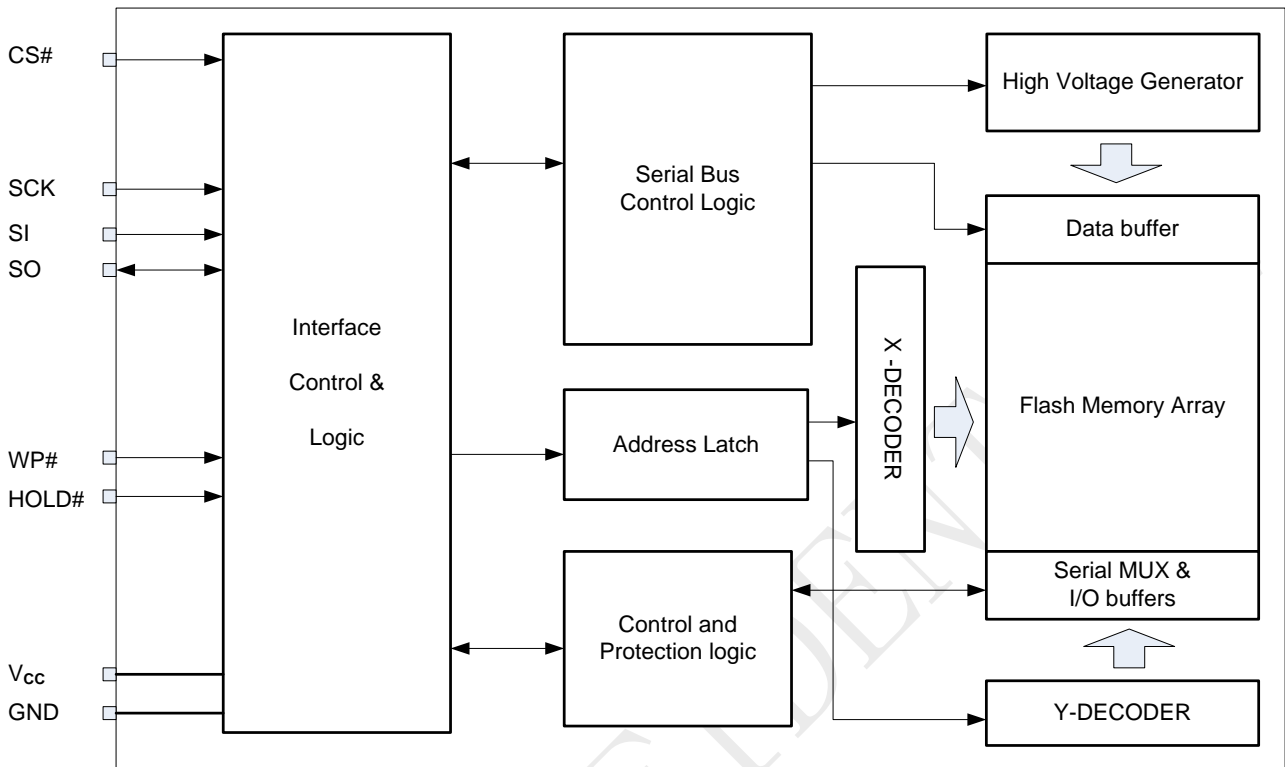 CS#
SCK
SI
SO
WP#
HOLD#
Vcc
GND
Interface
Control &
Logic
Serial Bus
Control Logic
Address Latch
Control and
Protection logic
X -DECODER
High Voltage Generator
Data buffer
Flash Memory Array
Serial MUX &
I/O buffers
Y-DECODER